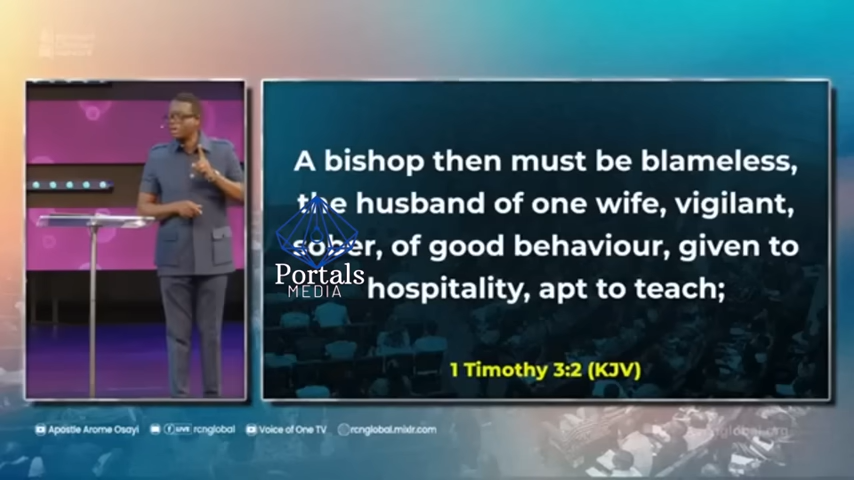 A bishop then must be blameless,
the husband of one wife, vigilant,
sober, of good behaviour, given to
hospitality, apt to teach;
Portals
MEDIA
1 Timothy 3:2 (KJV)
Apostle Arome Osayi
LIVE rcnglobal
Voice of One TV
rcnglobal.mixlr.com